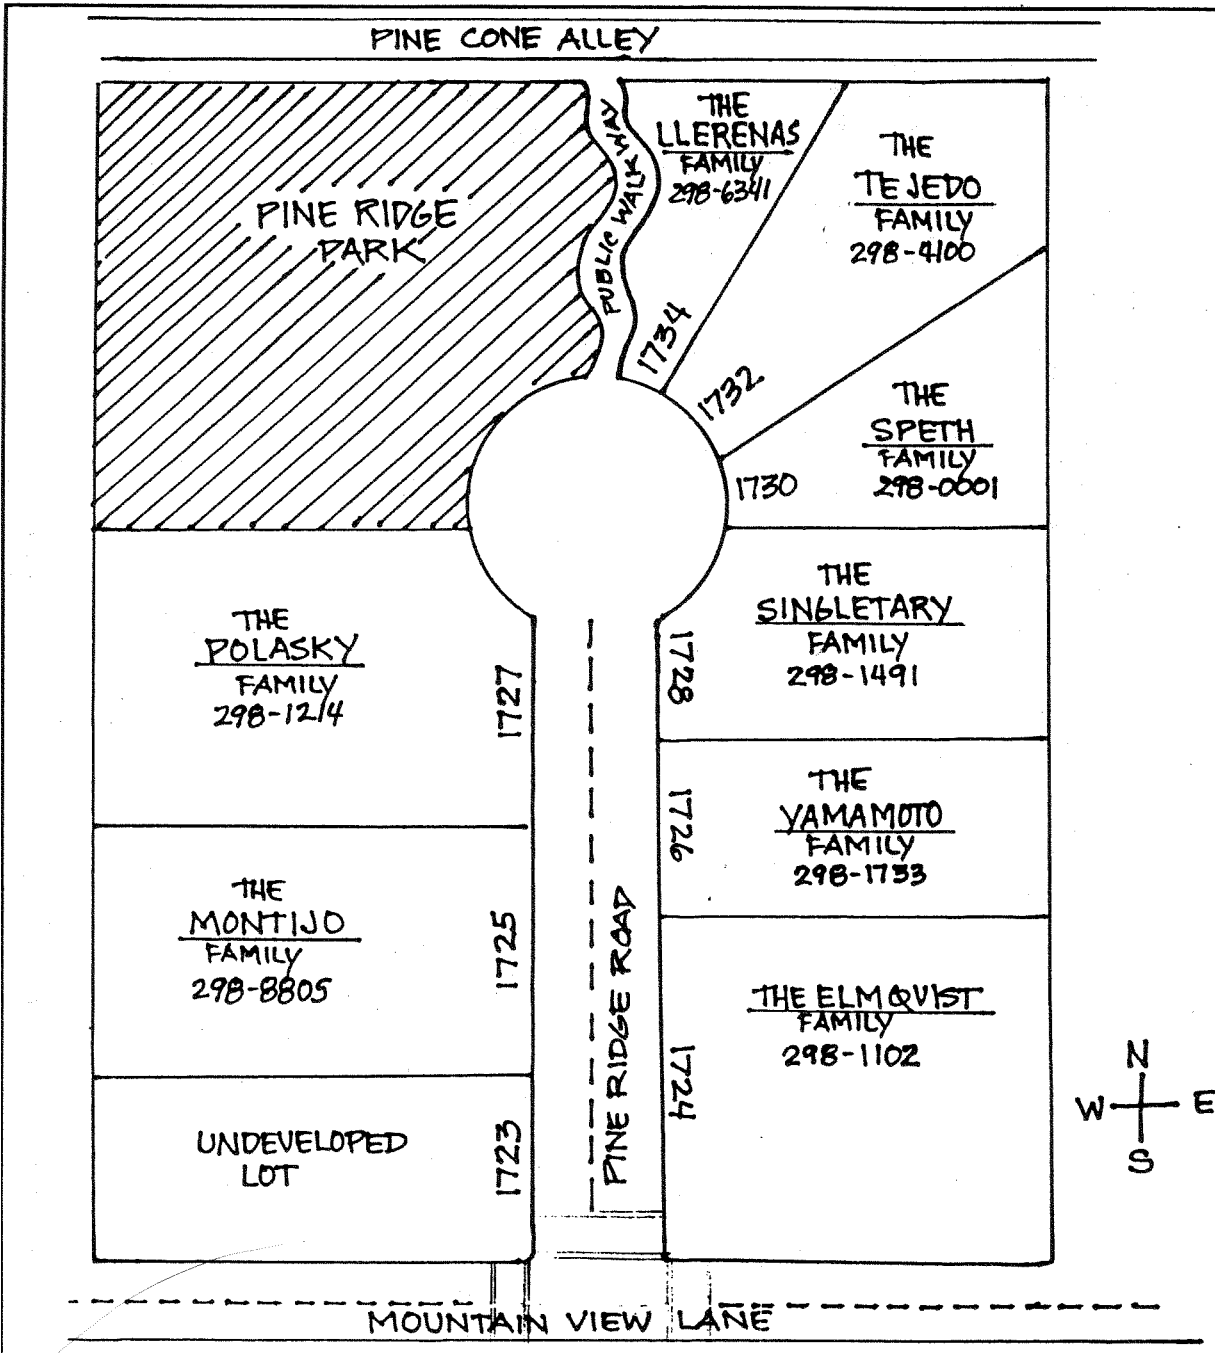 PINE CONE ALLEY
PINE RIDGE
PARK
PUBLIC WALKWAY
THE
LLERENAS
FAMILY
298-6341
1734
THE
TEJEDO
FAMILY
298-4100
1732
THE
SPETH
FAMILY
298-0001
1730
THE
POLASKY
FAMILY
298-1214
1727
THE
SINGLETARY
FAMILY
298-1491
1728
THE
YAMAMOTO
FAMILY
298-1733
1726
THE
MONTIJO
FAMILY
298-8805
1725
PINE RIDGE ROAD
THE ELMQVIST
FAMILY
298-1102
1724
UNDEVELOPED
LOT
1723
N
W
E
S
MOUNTAIN VIEW LANE